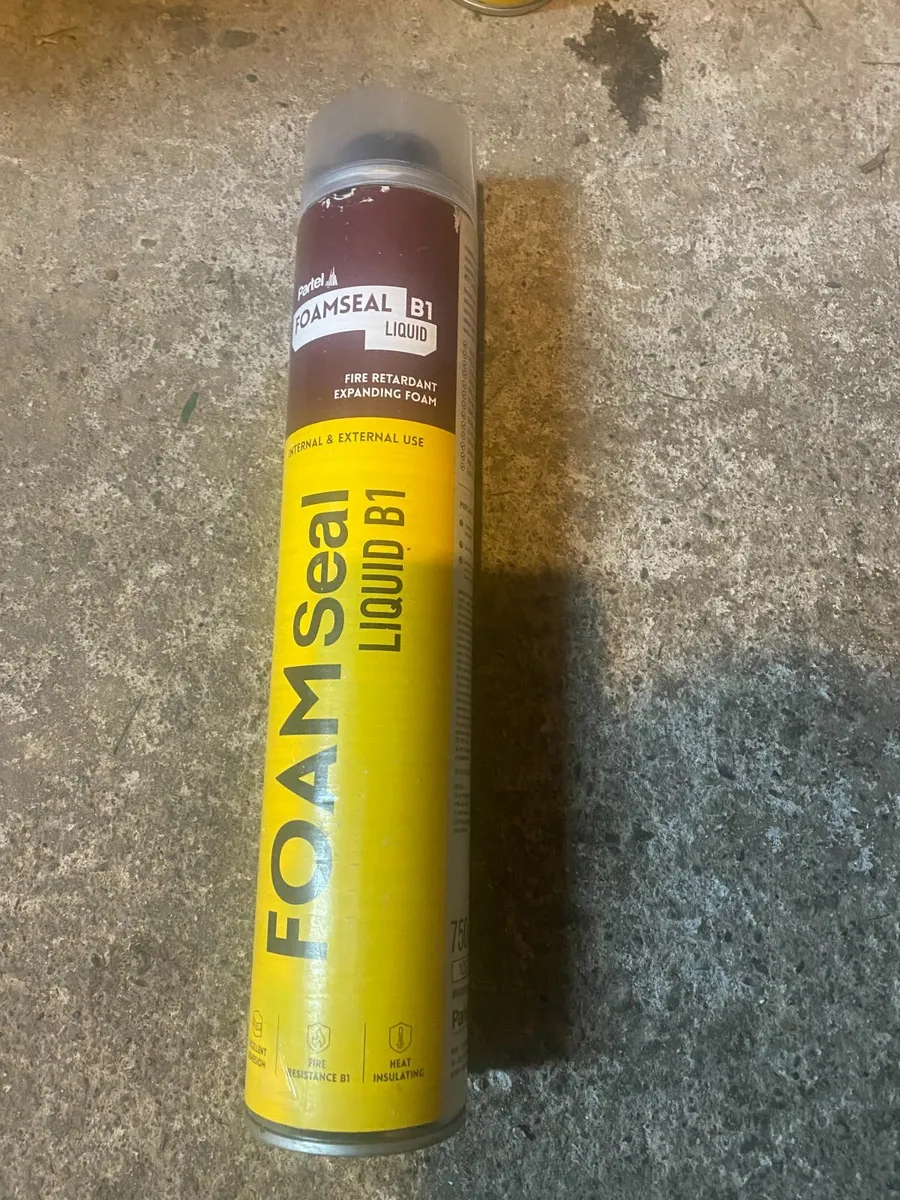 Partel
FOAMSEAL B1
LIQUID
FIRE RETARDANT
EXPANDING FOAM
INTERNAL & EXTERNAL USE
FOAM Seal
LIQUID B1
750
FIRE
RESISTANCE B1
HEAT
INSULATING